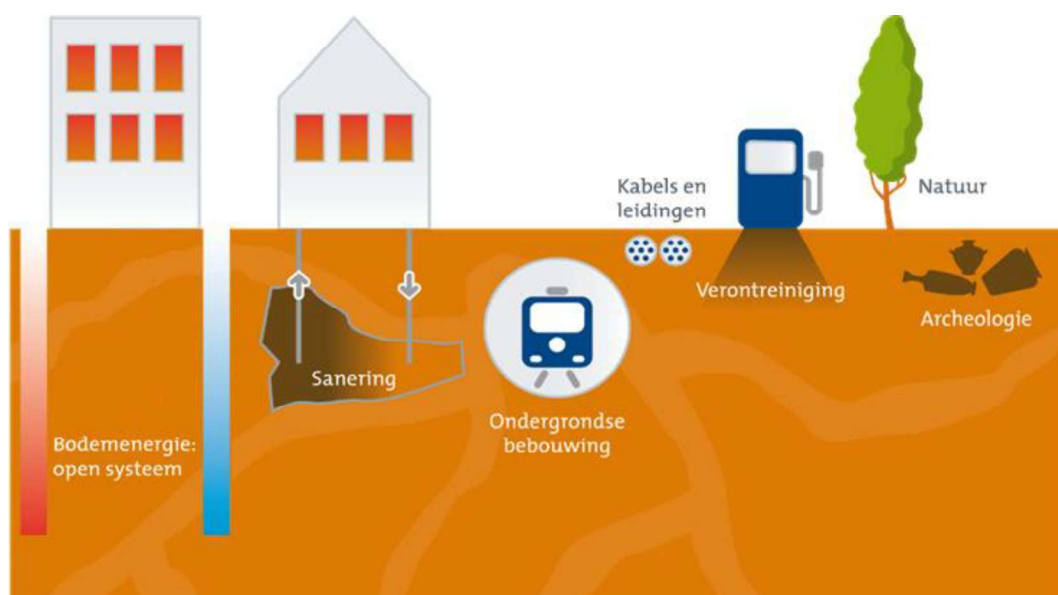 Kabels en
leidingen
Natuur
Verontreiniging
Archeologie
Sanering
Ondergrondse
bebouwing
Bodemenergie:
open systeem